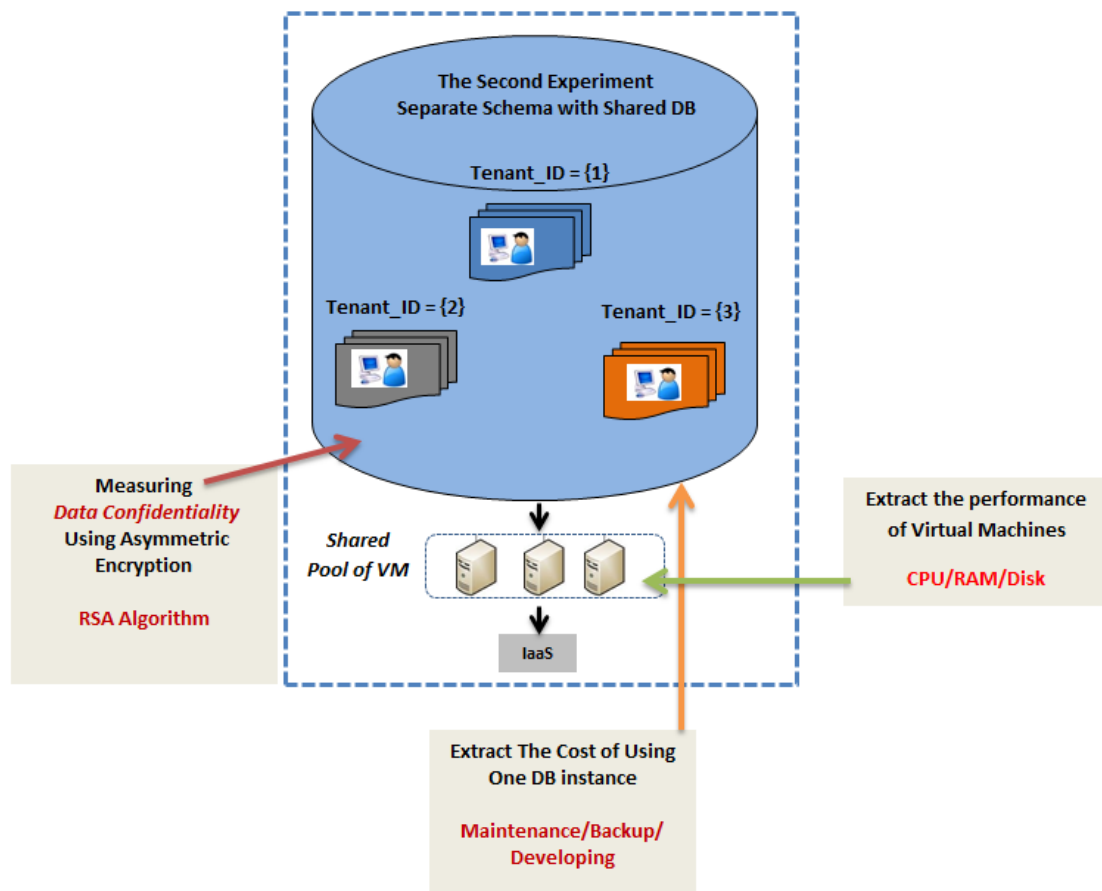 The Second Experiment
Separate Schema with Shared DB
Tenant_ID = {1}
Tenant_ID = {2}
Tenant_ID = {3}
Measuring
Data Confidentiality
Using Asymmetric
Encryption
RSA Algorithm
Shared
Pool of VM
Extract the performance
of Virtual Machines
CPU/RAM/Disk
IaaS
Extract The Cost of Using
One DB instance
Maintenance/Backup/
Developing